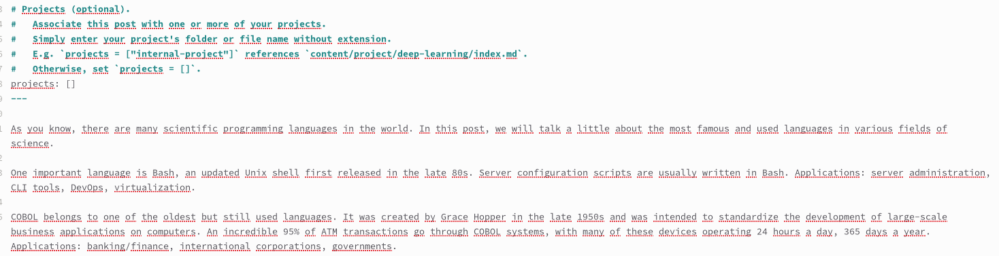 # Projects (optional).
#   Associate this post with one or more of your projects.
#   Simply enter your project's folder or file name without extension.
#   E.g. `projects = ["internal-project"]` references `content/project/deep-learning/index.md`.
#   Otherwise, set `projects = []`.
projects: []
---
As you know, there are many scientific programming languages in the world. In this post, we will talk a little about the most famous and used languages in various fields of
science.
One important language is Bash, an updated Unix shell first released in the late 80s. Server configuration scripts are usually written in Bash. Applications: server administration,
CLI tools, DevOps, virtualization.
COBOL belongs to one of the oldest but still used languages. It was created by Grace Hopper in the late 1950s and was intended to standardize the development of large-scale
business applications on computers. An incredible 95% of ATM transactions go through COBOL systems, with many of these devices operating 24 hours a day, 365 days a year.
Applications: banking/finance, international corporations, governments.